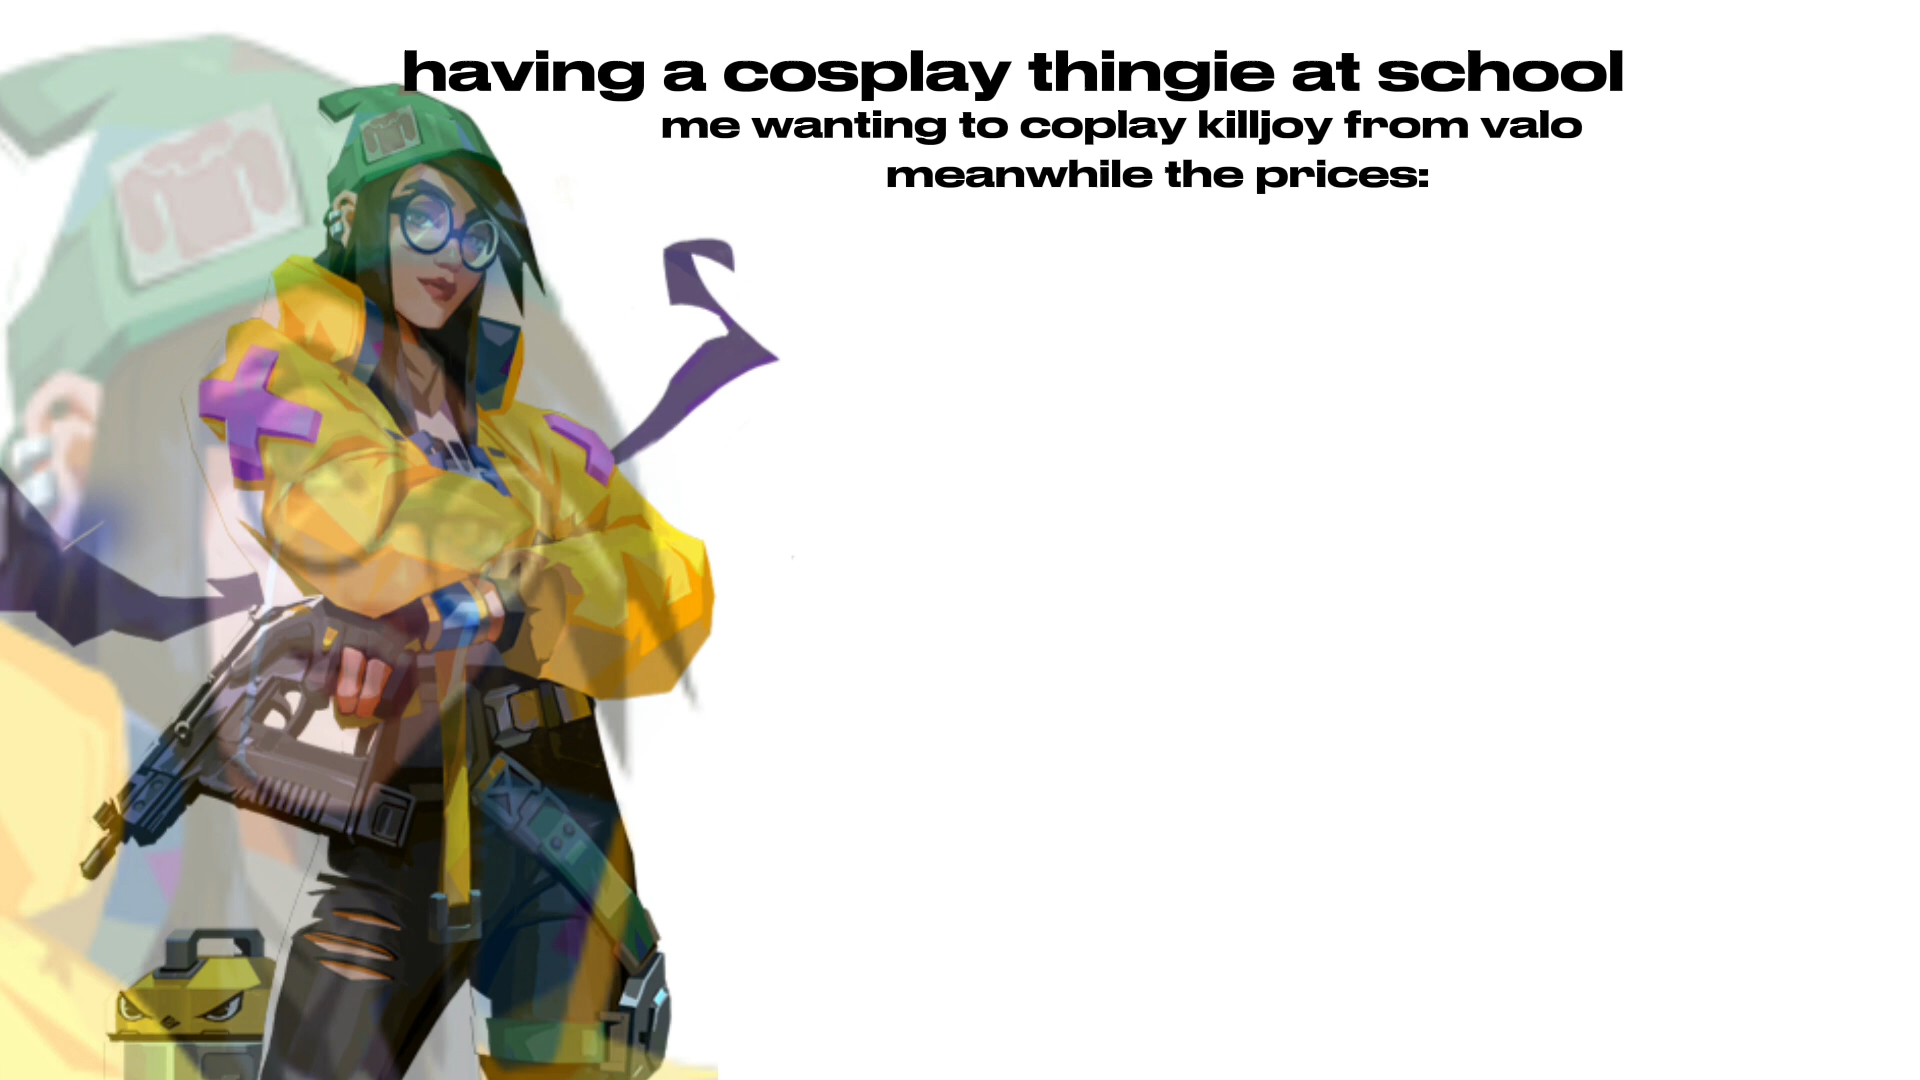 having a cosplay thingie at school
me wanting to coplay killjoy from valo
meanwhile the prices: